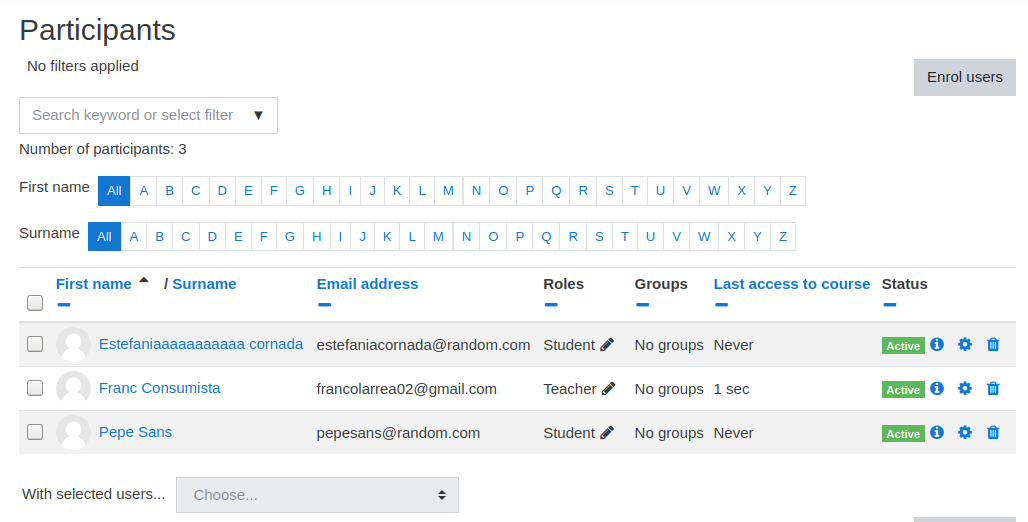 Participants
No filters applied
Enrol users
Search keyword or select filter ▼
Number of participants: 3
First name All A B C D E F G H I J K L M N O P Q R S T U V W X Y Z
Surname All A B C D E F G H I J K L M N O P Q R S T U V W X Y Z
First name / Surname Email address Roles Groups Last access to course Status
Estefaniaaaaaaaaaaa cornada estefaniacornada@random.com Student No groups Never Active
Franc Consumista francolarrea02@gmail.com Teacher No groups 1 sec Active
Pepe Sans pepesans@random.com Student No groups Never Active
With selected users... Choose...